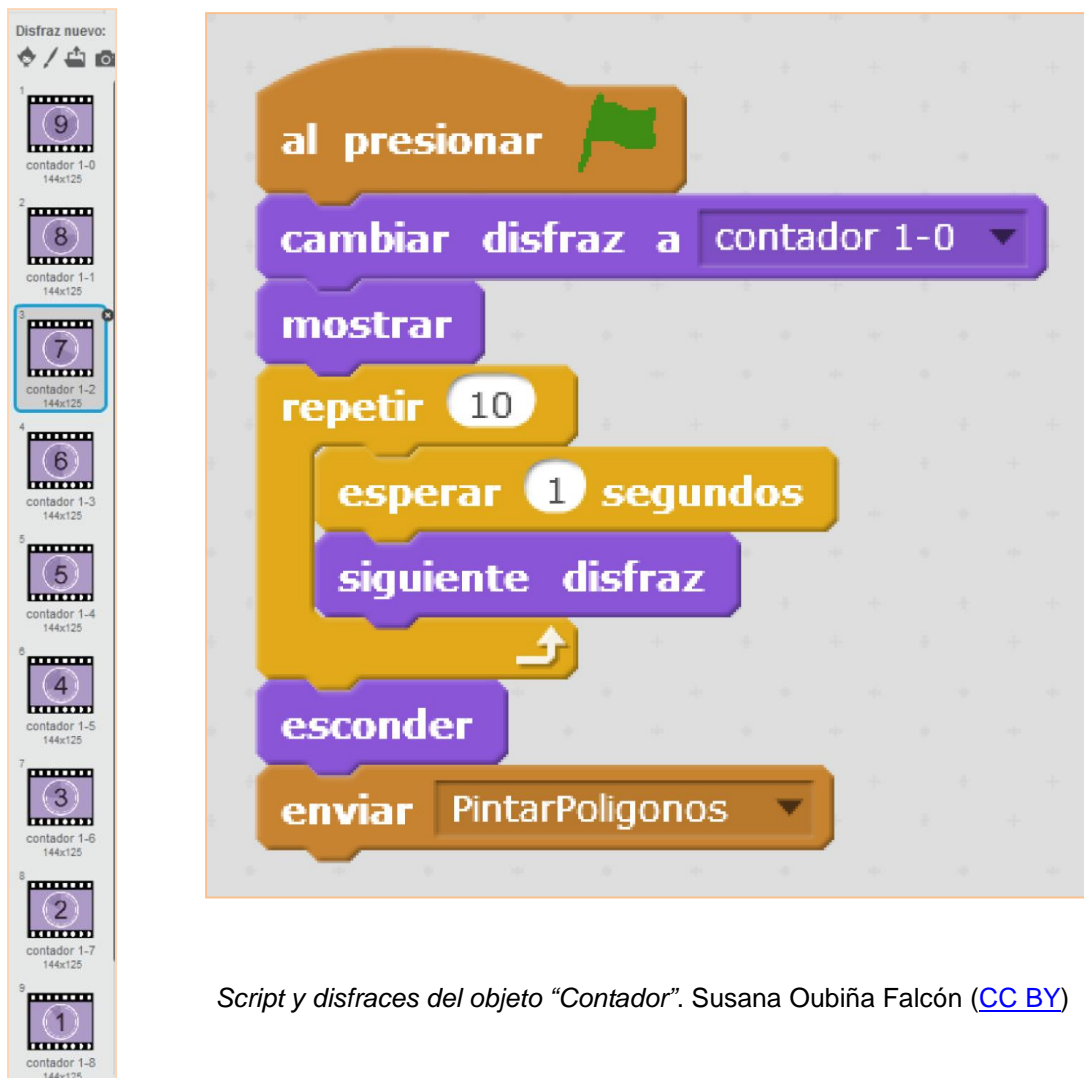 Disfraz nuevo:
1
9
contador 1-0
144x125
2
8
contador 1-1
144x125
3
7
contador 1-2
144x125
4
6
contador 1-3
144x125
5
5
contador 1-4
144x125
6
4
contador 1-5
144x125
7
3
contador 1-6
144x125
8
2
contador 1-7
144x125
9
1
contador 1-8
144x125
al presionar
cambiar disfraz a contador 1-0
mostrar
repetir 10
esperar 1 segundos
siguiente disfraz
esconder
enviar PintarPoligonos
Script y disfraces del objeto “Contador”. Susana Oubiña Falcón (CC BY)